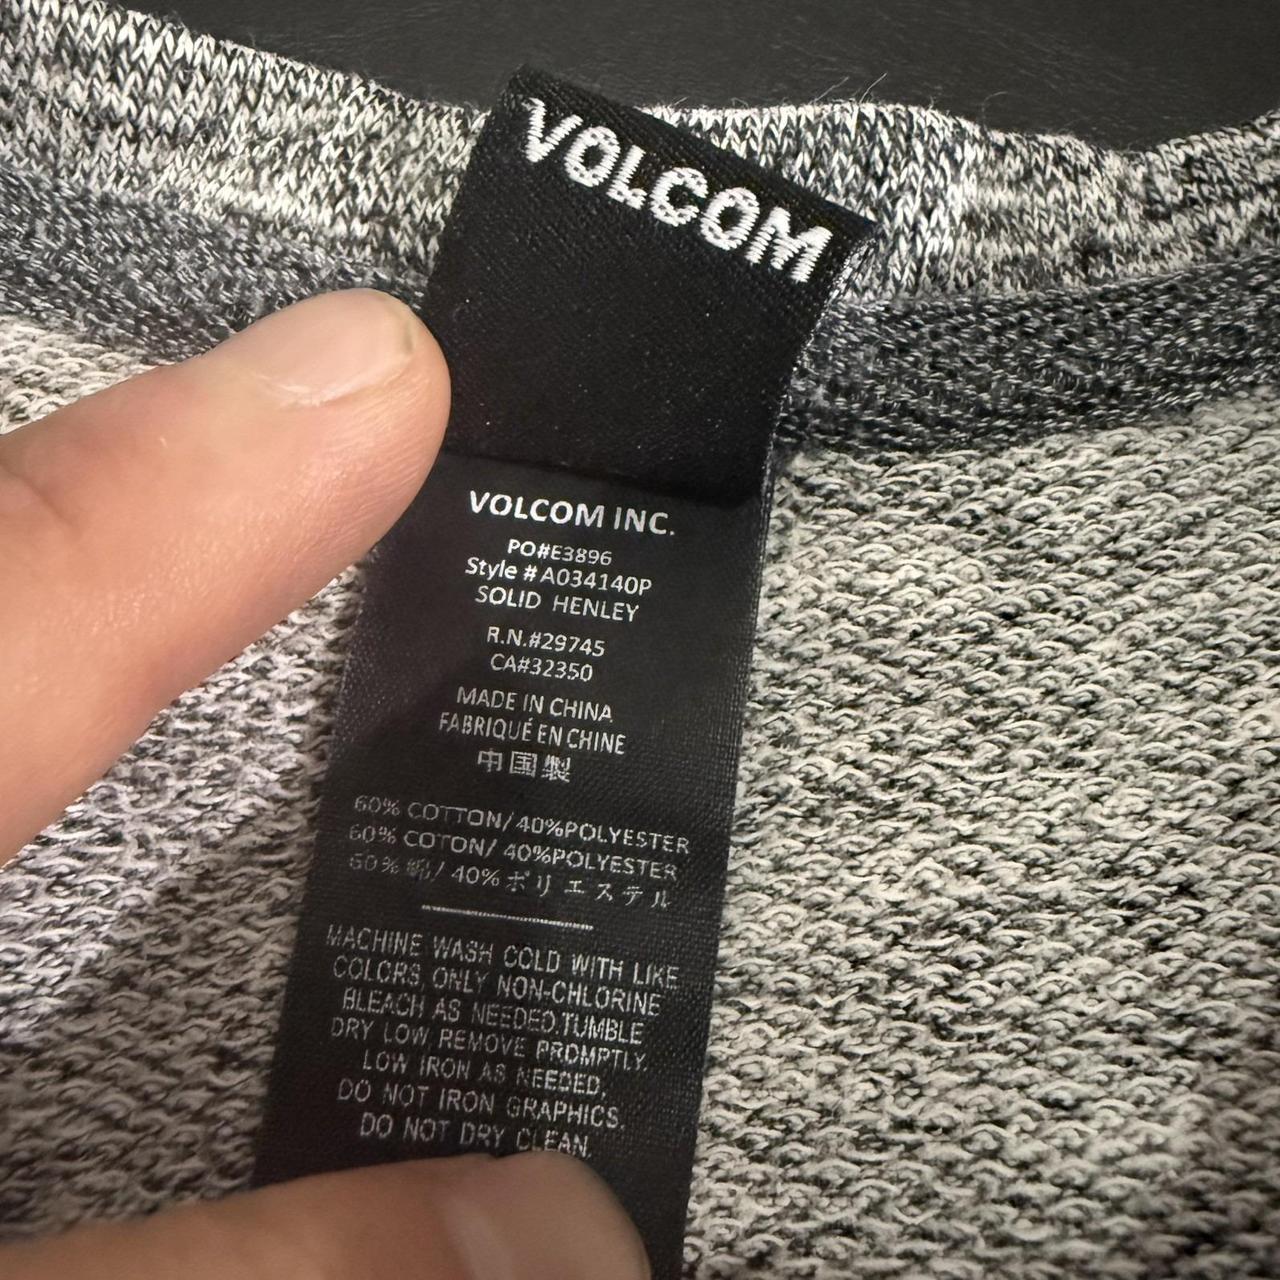 VOLCOM
VOLCOM INC.
PO#E3896
Style # A034140P
SOLID HENLEY
R.N.#29745
CA#32350
MADE IN CHINA
FABRIQUÉ EN CHINE
中国製
60% COTTON/ 40%POLYESTER
60% COTON/ 40%POLYESTER
60% 綿/ 40% ポリエステル
MACHINE WASH COLD WITH LIKE
COLORS, ONLY NON-CHLORINE
BLEACH AS NEEDED,TUMBLE
DRY LOW, REMOVE PROMPTLY.
LOW IRON AS NEEDED,
DO NOT IRON GRAPHICS.
DO NOT DRY CLEAN.